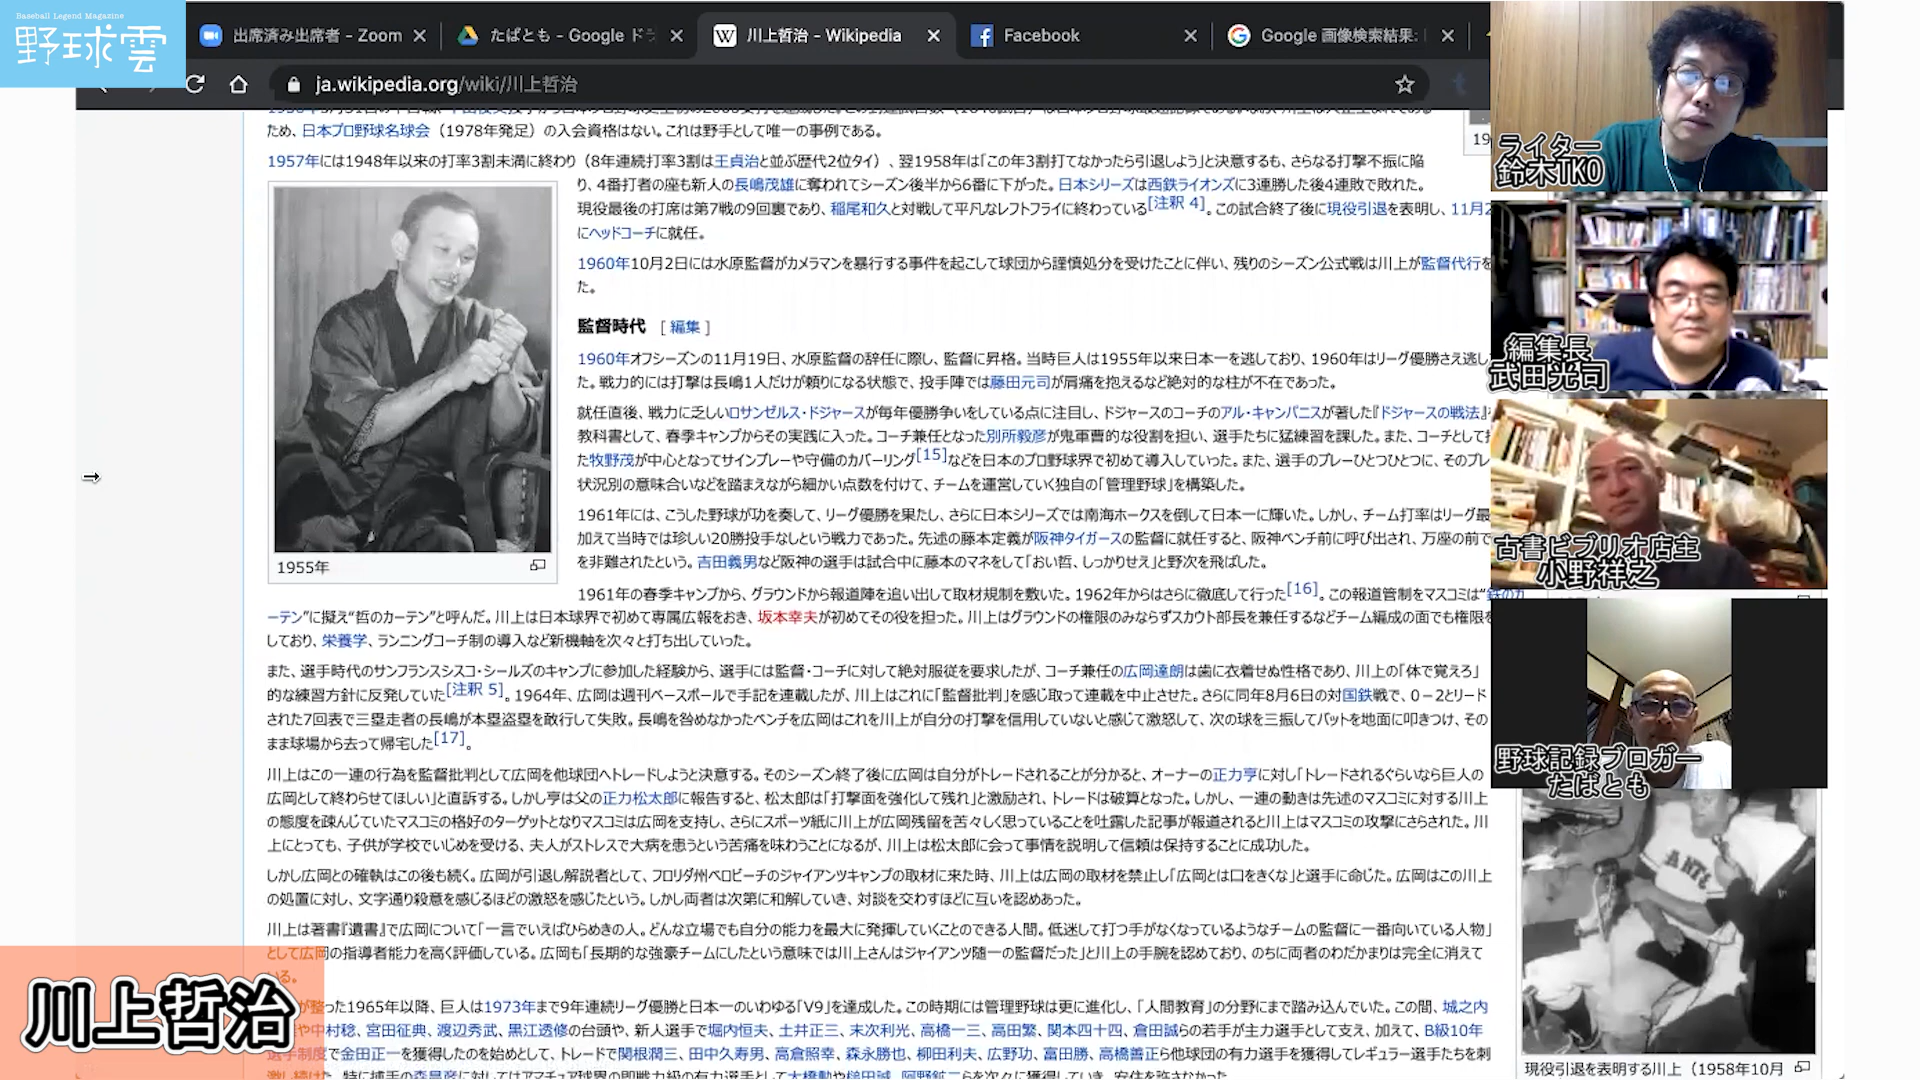 Baseball Legend Magazine
野球雲
出席済み出席者 - Zoom
たばとも - Google ドラ
川上哲治 - Wikipedia
Facebook
Google 画像検索結果:
ja.wikipedia.org/wiki/川上哲治
ため、日本プロ野球名球会（1978年発足）の入会資格はない。これは野手として唯一の事例である。
1957年には1948年以来の打率3割未満に終わり（8年連続打率3割は王貞治と並ぶ歴代2位タイ）、翌1958年は「この年3割打てなかったら引退しよう」と決意するも、さらなる打撃不振に陥
り、4番打者の座も新人の長嶋茂雄に奪われてシーズン後半から6番に下がった。日本シリーズは西鉄ライオンズに3連勝した後4連敗で敗れた。
現役最後の打席は第7戦の9回裏であり、稲尾和久と対戦して平凡なレフトフライに終わっている[注釈 4]。この試合終了後に現役引退を表明し、11月2
にヘッドコーチに就任。
1960年10月2日には水原監督がカメラマンを暴行する事件を起こして球団から謹慎処分を受けたことに伴い、残りのシーズン公式戦は川上が監督代行を
た。
監督時代 [編集]
1960年オフシーズンの11月19日、水原監督の辞任に際し、監督に昇格。当時巨人は1955年以来日本一を逃しており、1960年はリーグ優勝さえ逃し
た。戦力的には打撃は長嶋1人だけが頼りになる状態で、投手陣では藤田元司が肩痛を抱えるなど絶対的な柱が不在であった。
就任直後、戦力に乏しいロサンゼルス・ドジャースが毎年優勝争いをしている点に注目し、ドジャースのコーチのアル・キャンパニスが著した『ドジャースの戦法』を
教科書として、春季キャンプからその実践に入った。コーチ兼任となった別所毅彦が鬼軍曹的な役割を担い、選手たちに猛練習を課した。また、コーチとして
た牧野茂が中心となってサインプレーや守備のカバーリング[15]などを日本のプロ野球界で初めて導入していった。また、選手のプレーひとつひとつに、そのプレ
状況別の意味合いなどを踏まえながら細かい点数を付けて、チームを運営していく独自の「管理野球」を構築した。
1961年には、こうした野球が功を奏して、リーグ優勝を果たし、さらに日本シリーズでは南海ホークスを倒して日本一に輝いた。しかし、チーム打率はリーグ最
加えて当時では珍しい20勝投手なしという戦力であった。先述の藤本定義が阪神タイガースの監督に就任すると、阪神ベンチ前に呼び出され、万座の前で
を非難されたという。吉田義男など阪神の選手は試合中に藤本のマネをして「おい哲、しっかりせえ」と野次を飛ばした。
1955年
1961年の春季キャンプから、グラウンドから報道陣を追い出して取材規制を敷いた。1962年からはさらに徹底して行った[16]。この報道管制をマスコミは“鉄のカ
ーテン”に擬え“哲のカーテン”と呼んだ。川上は日本球界で初めて専属広報をおき、坂本幸夫が初めてその役を担った。川上はグラウンドの権限のみならずスカウト部長を兼任するなどチーム編成の面でも権限を
しており、栄養学、ランニングコーチ制の導入など新機軸を次々と打ち出していった。
また、選手時代のサンフランシスコ・シールズのキャンプに参加した経験から、選手には監督・コーチに対して絶対服従を要求したが、コーチ兼任の広岡達朗は歯に衣着せぬ性格であり、川上の「体で覚えろ」
的な練習方針に反発していた[注釈 5]。1964年、広岡は週刊ベースボールで手記を連載したが、川上はこれに「監督批判」を感じ取って連載を中止させた。さらに同年8月6日の対国鉄戦で、0－2とリード
された7回表で三塁走者の長嶋が本塁盗塁を敢行して失敗。長嶋を咎めなかったベンチを広岡はこれを川上が自分の打撃を信用していないと感じて激怒して、次の球を三振してバットを地面に叩きつけ、その
まま球場から去って帰宅した[17]。
川上はこの一連の行為を監督批判として広岡を他球団へトレードしようと決意する。そのシーズン終了後に広岡は自分がトレードされることが分かると、オーナーの正力亨に対し「トレードされるぐらいなら巨人の
広岡として終わらせてほしい」と直訴する。しかし亨は父の正力松太郎に報告すると、松太郎は「打撃面を強化して残れ」と激励され、トレードは破算となった。しかし、一連の動きは先述のマスコミに対する川上
の態度を疎んじていたマスコミの格好のターゲットとなりマスコミは広岡を支持し、さらにスポーツ紙に川上が広岡残留を苦々しく思っていることを吐露した記事が報道されると川上はマスコミの攻撃にさらされた。川
上にとっても、子供が学校でいじめを受ける、夫人がストレスで大病を患うという苦痛を味わうことになるが、川上は松太郎に会って事情を説明して信頼は保持することに成功した。
しかし広岡との確執はこの後も続く。広岡が引退し解説者として、フロリダ州ベロビーチのジャイアンツキャンプの取材に来た時、川上は広岡の取材を禁止し「広岡とは口をきくな」と選手に命じた。広岡はこの川上
の処置に対し、文字通り殺意を感じるほどの激怒を感じたという。しかし両者は次第に和解していき、対談を交わすほどに互いを認めあった。
川上は著書『遺書』で広岡について「一言でいえばひらめきの人。どんな立場でも自分の能力を最大に発揮していくことのできる人間。低迷して打つ手がなくなっているようなチームの監督に一番向いている人物」
として広岡の指導者能力を高く評価している。広岡も「長期的な強豪チームにしたという意味では川上さんはジャイアンツ随一の監督だった」と川上の手腕を認めており、のちに両者のわだかまりは完全に消えて
いる。
が整った1965年以降、巨人は1973年まで9年連続リーグ優勝と日本一のいわゆる「V9」を達成した。この時期には管理野球は更に進化し、「人間教育」の分野にまで踏み込んでいた。この間、城之内
や中村稔、宮田征典、渡辺秀武、黒江透修の台頭や、新人選手で堀内恒夫、土井正三、末次利光、高橋一三、高田繁、関本四十四、倉田誠らの若手が主力選手として支え、加えて、B級10年
選手制度で金田正一を獲得したのを始めとして、トレードで関根潤三、田中久寿男、高倉照幸、森永勝也、柳田利夫、広野功、富田勝、高橋善正ら他球団の有力選手を獲得してレギュラー選手たちを刺
激し続けた。特に捕手の森昌彦に対してはアマチュア球界の即戦力級の有力選手として大橋勲や槌田誠、阿野鉱二らを次々に獲得していき、安住を許さなかった。
川上哲治
19
ライター
鈴木TKO
編集長
武田光司
古書ビブリオ店主
小野祥之
野球記録ブロガー
たばとも
現役引退を表明する川上（1958年10月